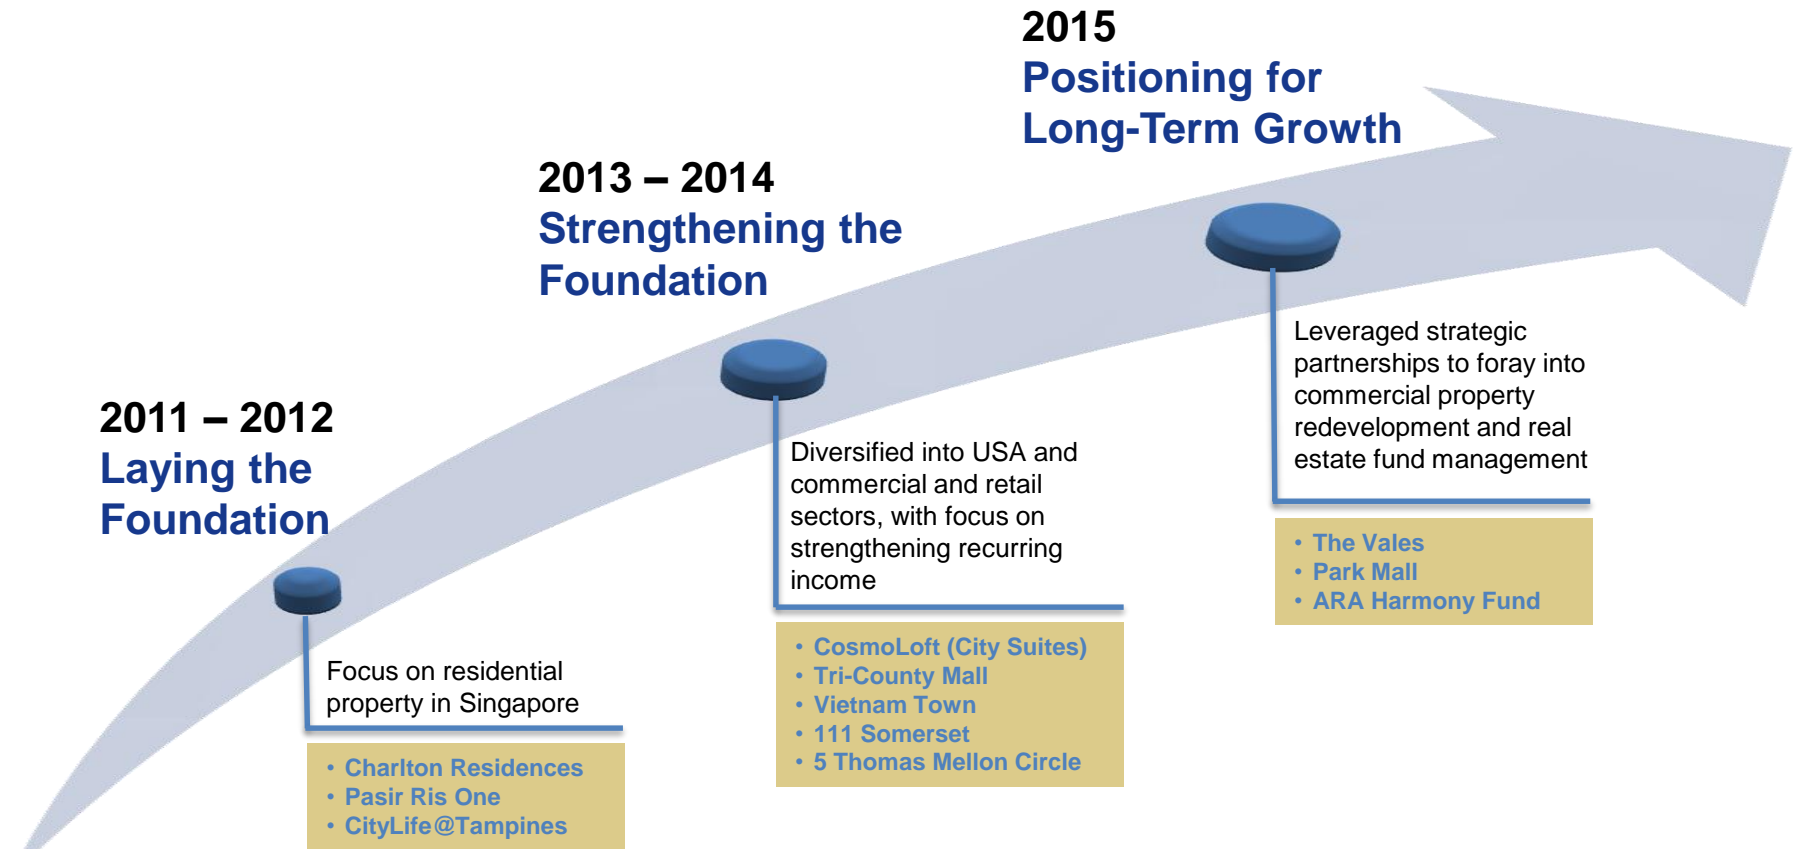 2011 – 2012
Laying the
Foundation
Focus on residential
property in Singapore
• Charlton Residences
• Pasir Ris One
• CityLife@Tampines
2013 – 2014
Strengthening the
Foundation
Diversified into USA and
commercial and retail
sectors, with focus on
strengthening recurring
income
• CosmoLoft (City Suites)
• Tri-County Mall
• Vietnam Town
• 111 Somerset
• 5 Thomas Mellon Circle
2015
Positioning for
Long-Term Growth
Leveraged strategic
partnerships to foray into
commercial property
redevelopment and real
estate fund management
• The Vales
• Park Mall
• ARA Harmony Fund